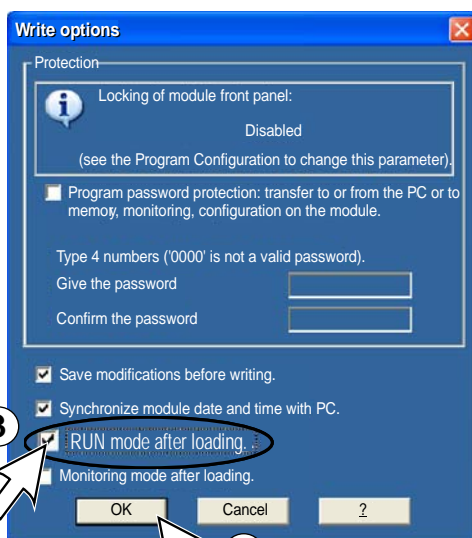 Write options
Protection
Locking of module front panel:
Disabled
(see the Program Configuration to change this parameter).
Program password protection: transfer to or from the PC or to
memory, monitoring, configuration on the module.
Type 4 numbers ('0000' is not a valid password).
Give the password
Confirm the password
Save modifications before writing.
Synchronize module date and time with PC.
RUN mode after loading.
Monitoring mode after loading.
OK Cancel ?